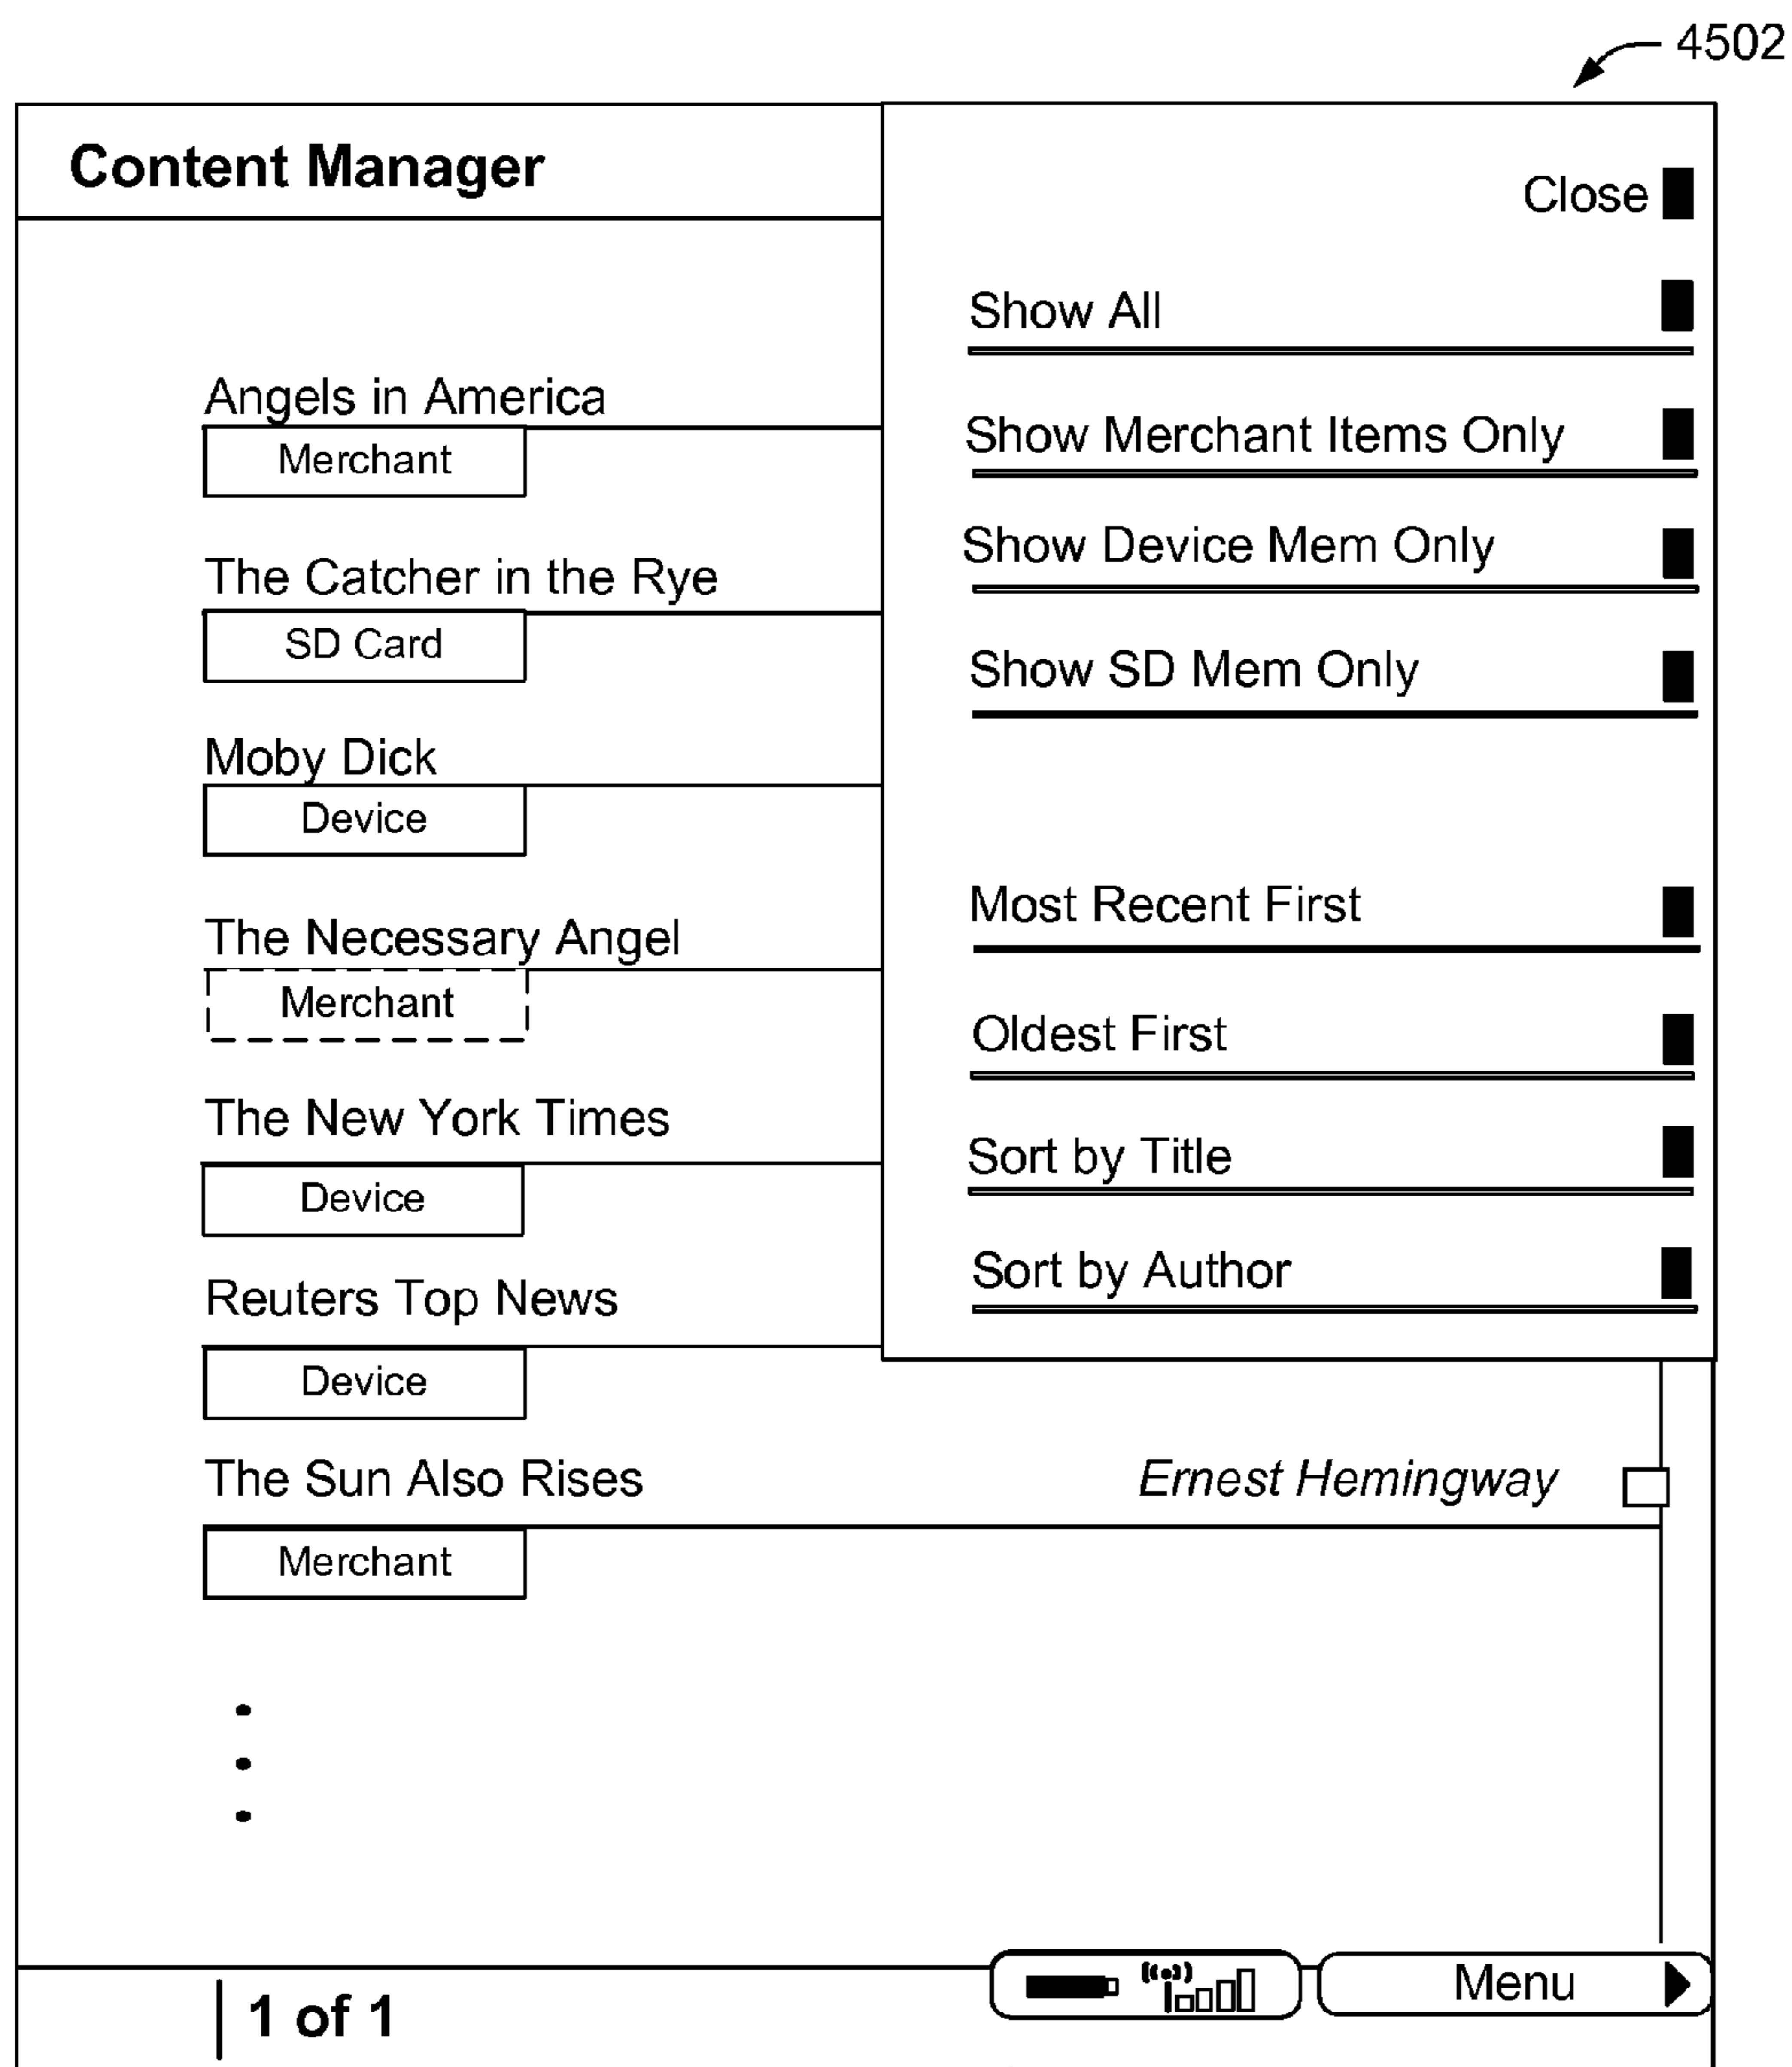 4502
Content Manager
Close
Show All
Show Merchant Items Only
Show Device Mem Only
Show SD Mem Only
Most Recent First
Oldest First
Sort by Title
Sort by Author
Angels in America
Merchant
The Catcher in the Rye
SD Card
Moby Dick
Device
The Necessary Angel
Merchant
The New York Times
Device
Reuters Top News
Device
The Sun Also Rises Ernest Hemingway
Merchant
1 of 1
Menu